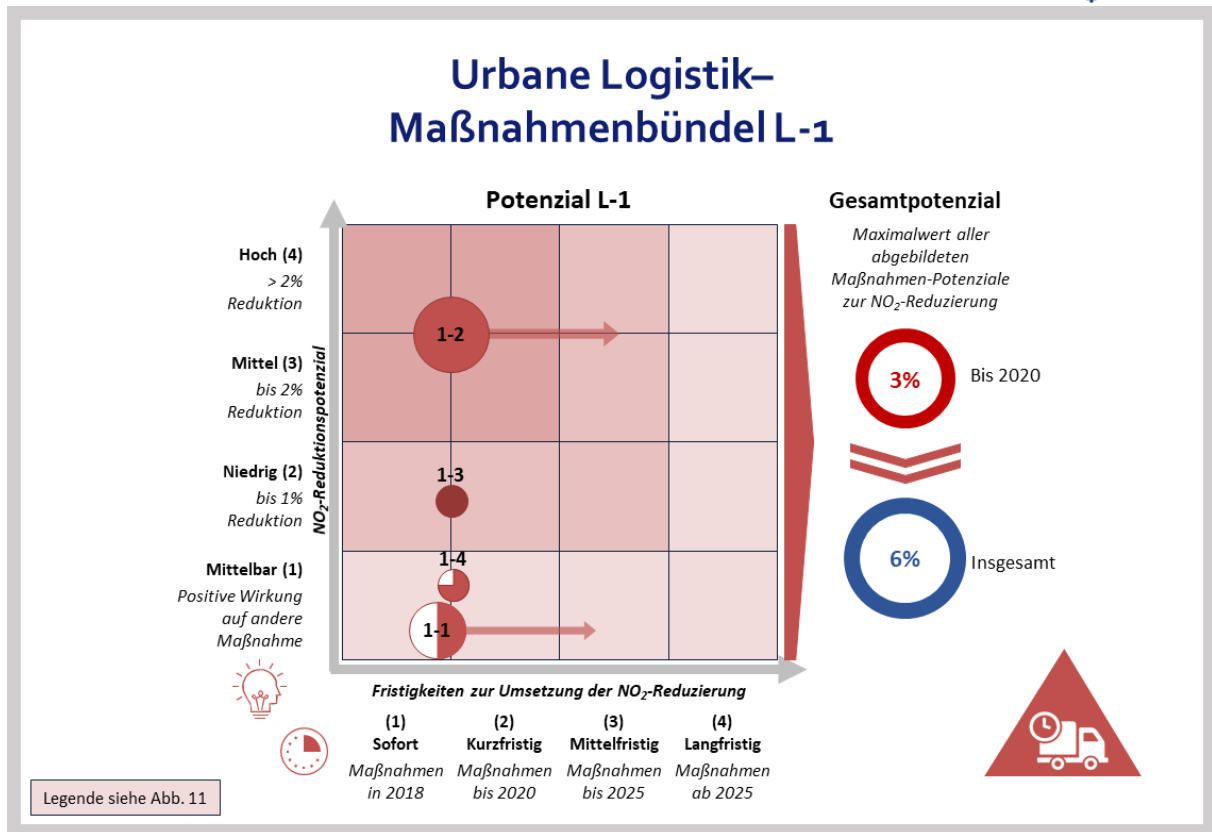 Urbane Logistik–
Maßnahmenbündel L-1
Potenzial L-1
Hoch (4)
> 2%
Reduktion
Mittel (3)
bis 2%
Reduktion
Niedrig (2)
bis 1%
Reduktion
Mittelbar (1)
Positive Wirkung
auf andere
Maßnahme
NO₂-Reduktionspotenzial
1-2
1-3
1-4
1-1
Fristigkeiten zur Umsetzung der NO₂-Reduzierung
(1)
Sofort
Maßnahmen
in 2018
(2)
Kurzfristig
Maßnahmen
bis 2020
(3)
Mittelfristig
Maßnahmen
bis 2025
(4)
Langfristig
Maßnahmen
ab 2025
Gesamtpotenzial
Maximalwert aller
abgebildeten
Maßnahmen-Potenziale
zur NO₂-Reduzierung
3%
Bis 2020
6%
Insgesamt
Legende siehe Abb. 11